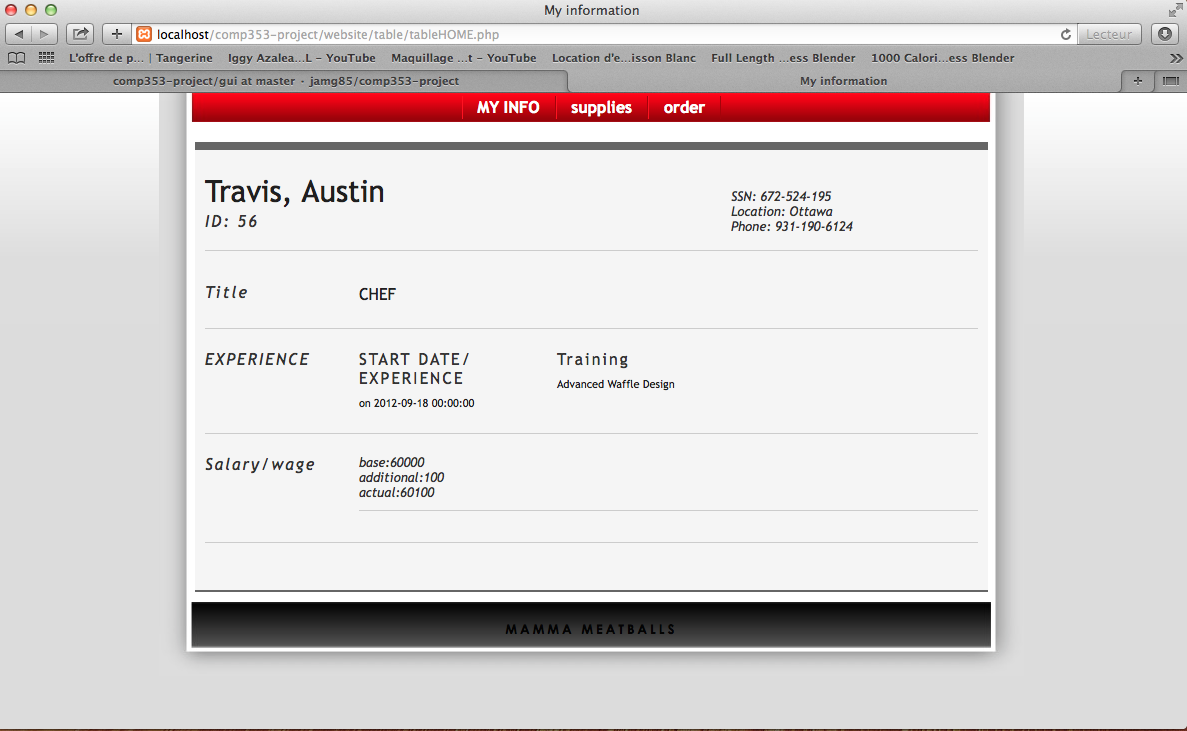 My information
localhost/comp353-project/website/table/tableHOME.php
Lecteur
L'offre de p... | Tangerine Iggy Azalea...L - YouTube Maquillage ...t - YouTube Location d'e...isson Blanc Full Length ...ess Blender 1000 Calori...ess Blender
comp353-project/gui at master · jamg85/comp353-project
My information
MY INFO supplies order
Travis, Austin
ID: 56
SSN: 672-524-195
Location: Ottawa
Phone: 931-190-6124
Title
CHEF
EXPERIENCE
START DATE/
EXPERIENCE
on 2012-09-18 00:00:00
Training
Advanced Waffle Design
Salary/wage
base:60000
additional:100
actual:60100
MAMMA MEATBALLS